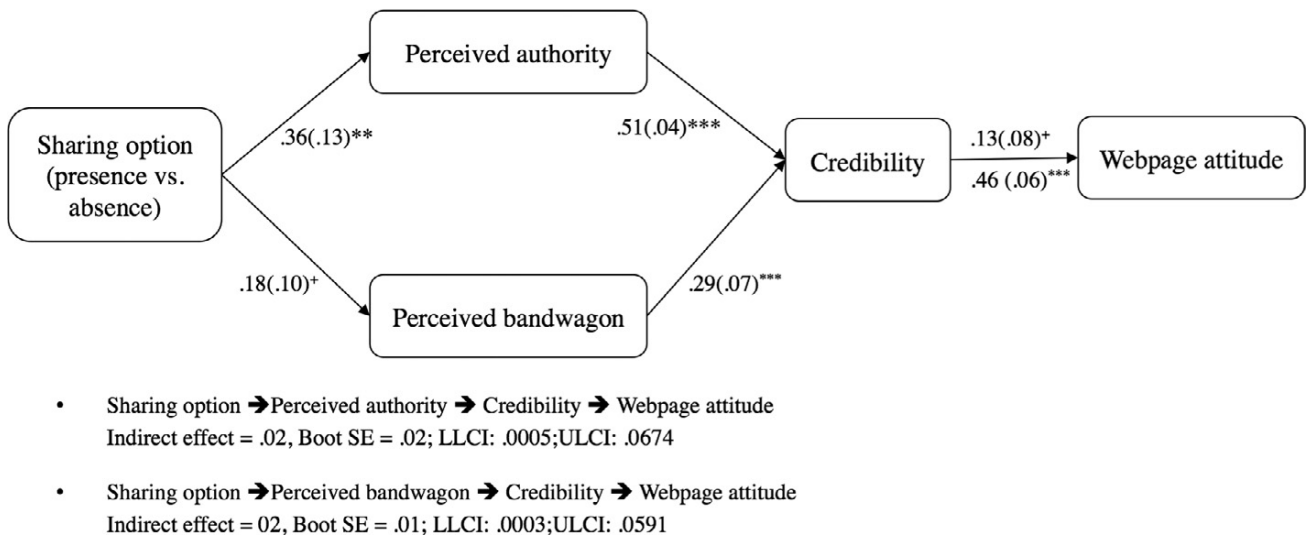 Perceived authority
.36(.13)**
.51(.04)***
Sharing option
(presence vs.
absence)
Credibility
.13(.08)⁺
.46 (.06)***
Webpage attitude
.18(.10)⁺
.29(.07)***
Perceived bandwagon
• Sharing option ➔Perceived authority ➔ Credibility ➔ Webpage attitude
Indirect effect = .02, Boot SE = .02; LLCI: .0005;ULCI: .0674
• Sharing option ➔Perceived bandwagon ➔ Credibility ➔ Webpage attitude
Indirect effect = 02, Boot SE = .01; LLCI: .0003;ULCI: .0591